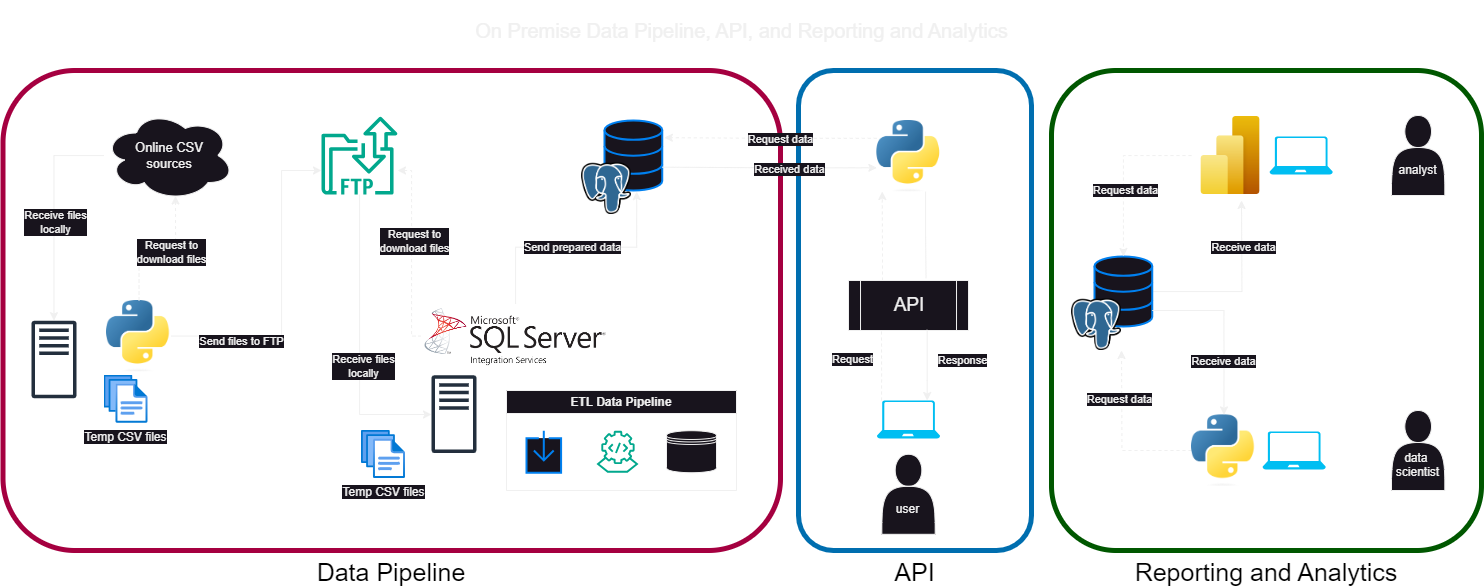 On Premise Data Pipeline, API, and Reporting and Analytics
Online CSV
sources
Receive files
locally
Request to
download files
Send files to FTP
Temp CSV files
FTP
Request to
download files
Receive files
locally
Temp CSV files
Microsoft®
SQL Server®
Integration Services
Send prepared data
ETL Data Pipeline
Data Pipeline
Request data
Received data
API
Request
Response
user
API
Request data
Receive data
analyst
Receive data
Request data
data
scientist
Reporting and Analytics